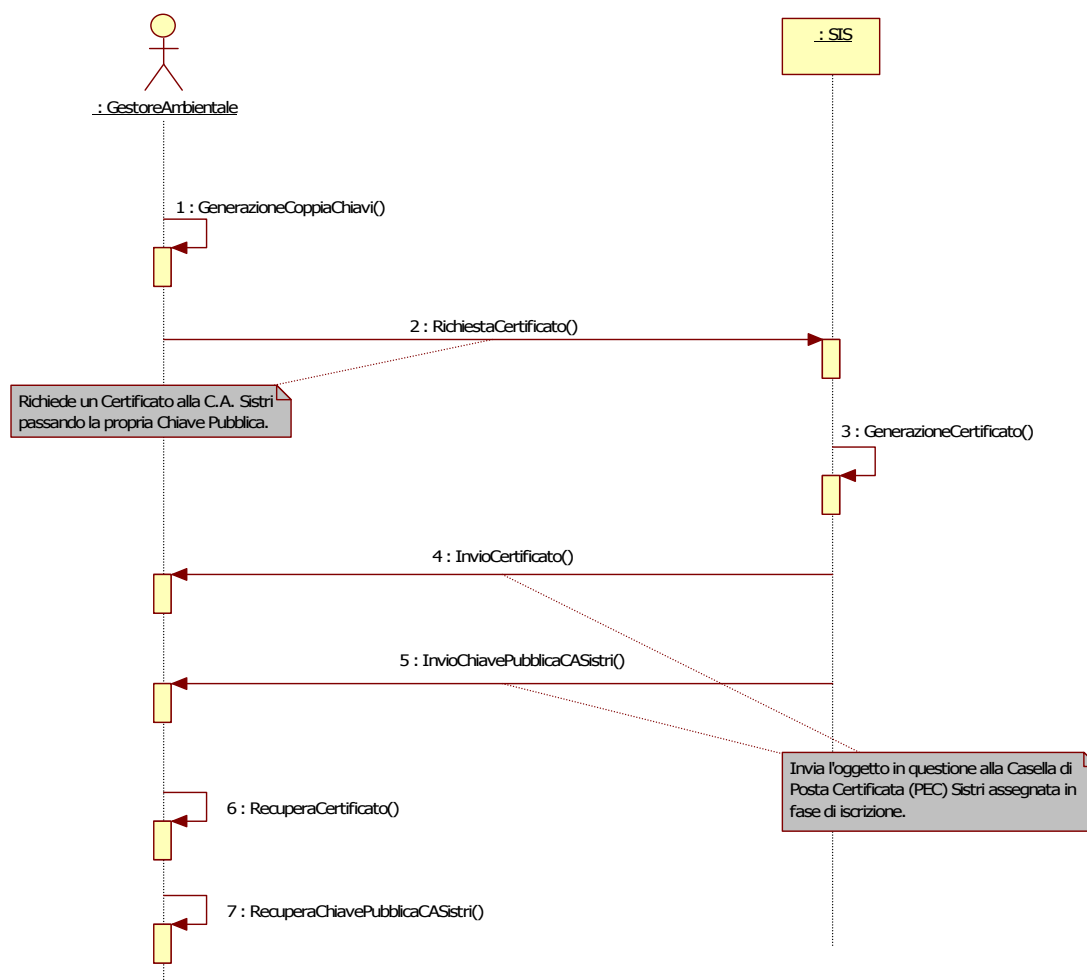 : SIS
: GestoreAmbientale
1 : GenerazioneCoppiaChiavi()
2 : RichiestaCertificato()
Richiede un Certificato alla C.A. Sistri
passando la propria Chiave Pubblica.
3 : GenerazioneCertificato()
4 : InvioCertificato()
5 : InvioChiavePubblicaCASistri()
Invia l'oggetto in questione alla Casella di
Posta Certificata (PEC) Sistri assegnata in
fase di iscrizione.
6 : RecuperaCertificato()
7 : RecuperaChiavePubblicaCASistri()